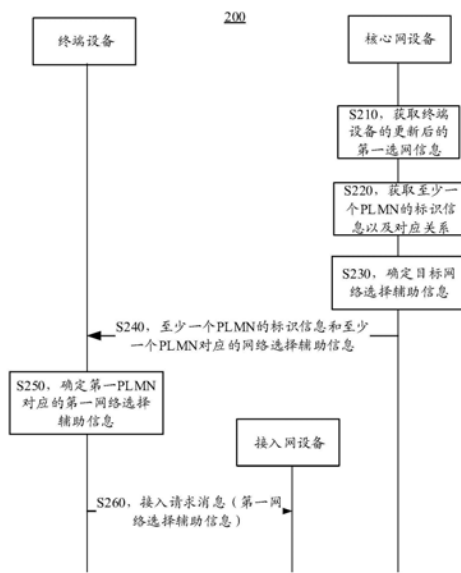 200
终端设备
核心网设备
S210，获取终端
设备的更新后的
第一选网信息
S220，获取至少一
个PLMN的标识信
息以及对应关系
S230，确定目标网
络选择辅助信息
S240，至少一个PLMN的标识信息和至少
一个PLMN对应的网络选择辅助信息
S250，确定第一PLMN
对应的第一网络选择
辅助信息
接入网设备
S260，接入请求消息（第一网
络选择辅助信息）